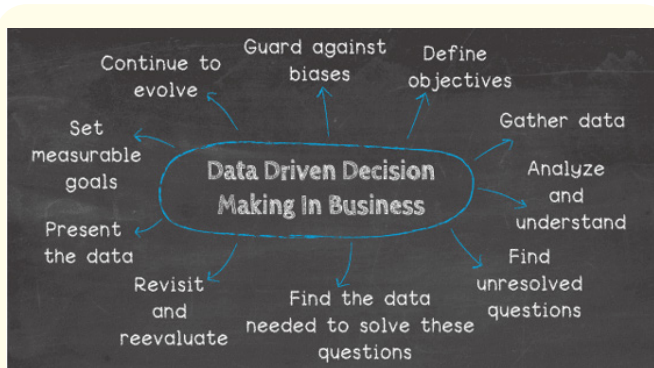 Data Driven Decision
Making In Business
Guard against
biases
Define
objectives
Gather data
Analyze
and
understand
Find
unresolved
questions
Find the data
needed to solve these
questions
Revisit
and
reevaluate
Present
the data
Set
measurable
goals
Continue to
evolve